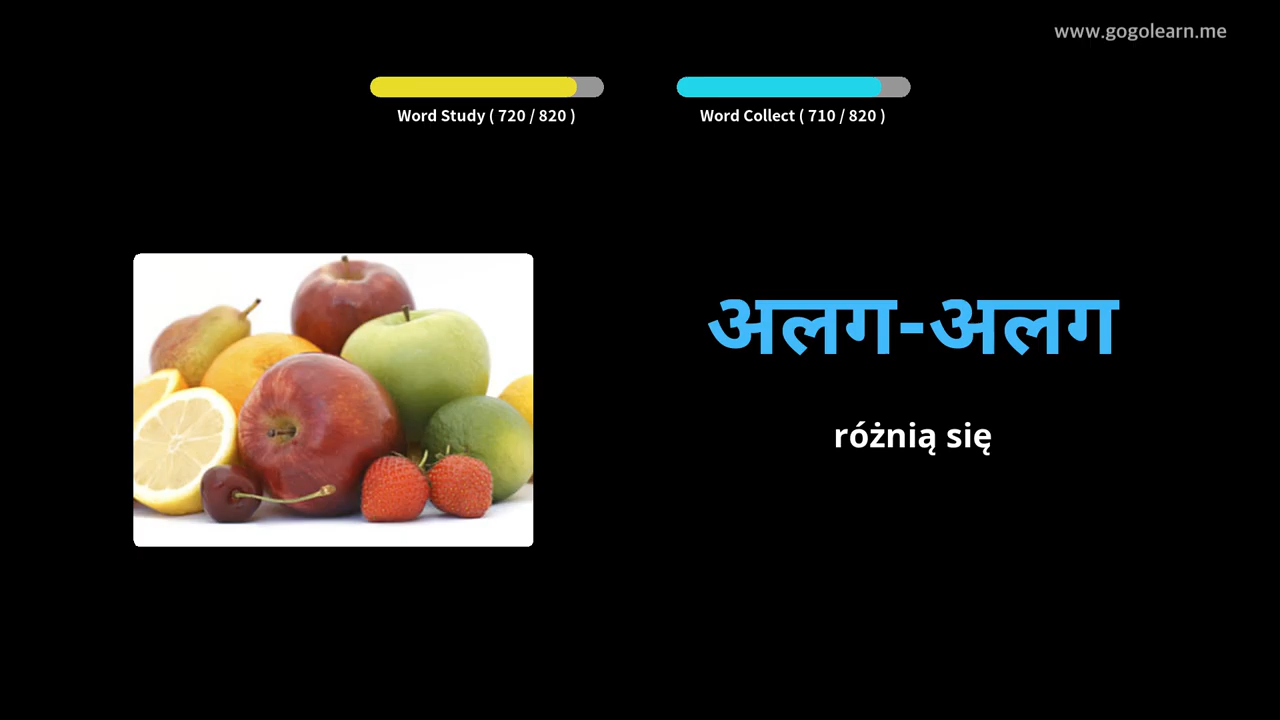 www.gogolearn.me
Word Study ( 720 / 820 )
Word Collect ( 710 / 820 )
अलग-अलग
różnią się